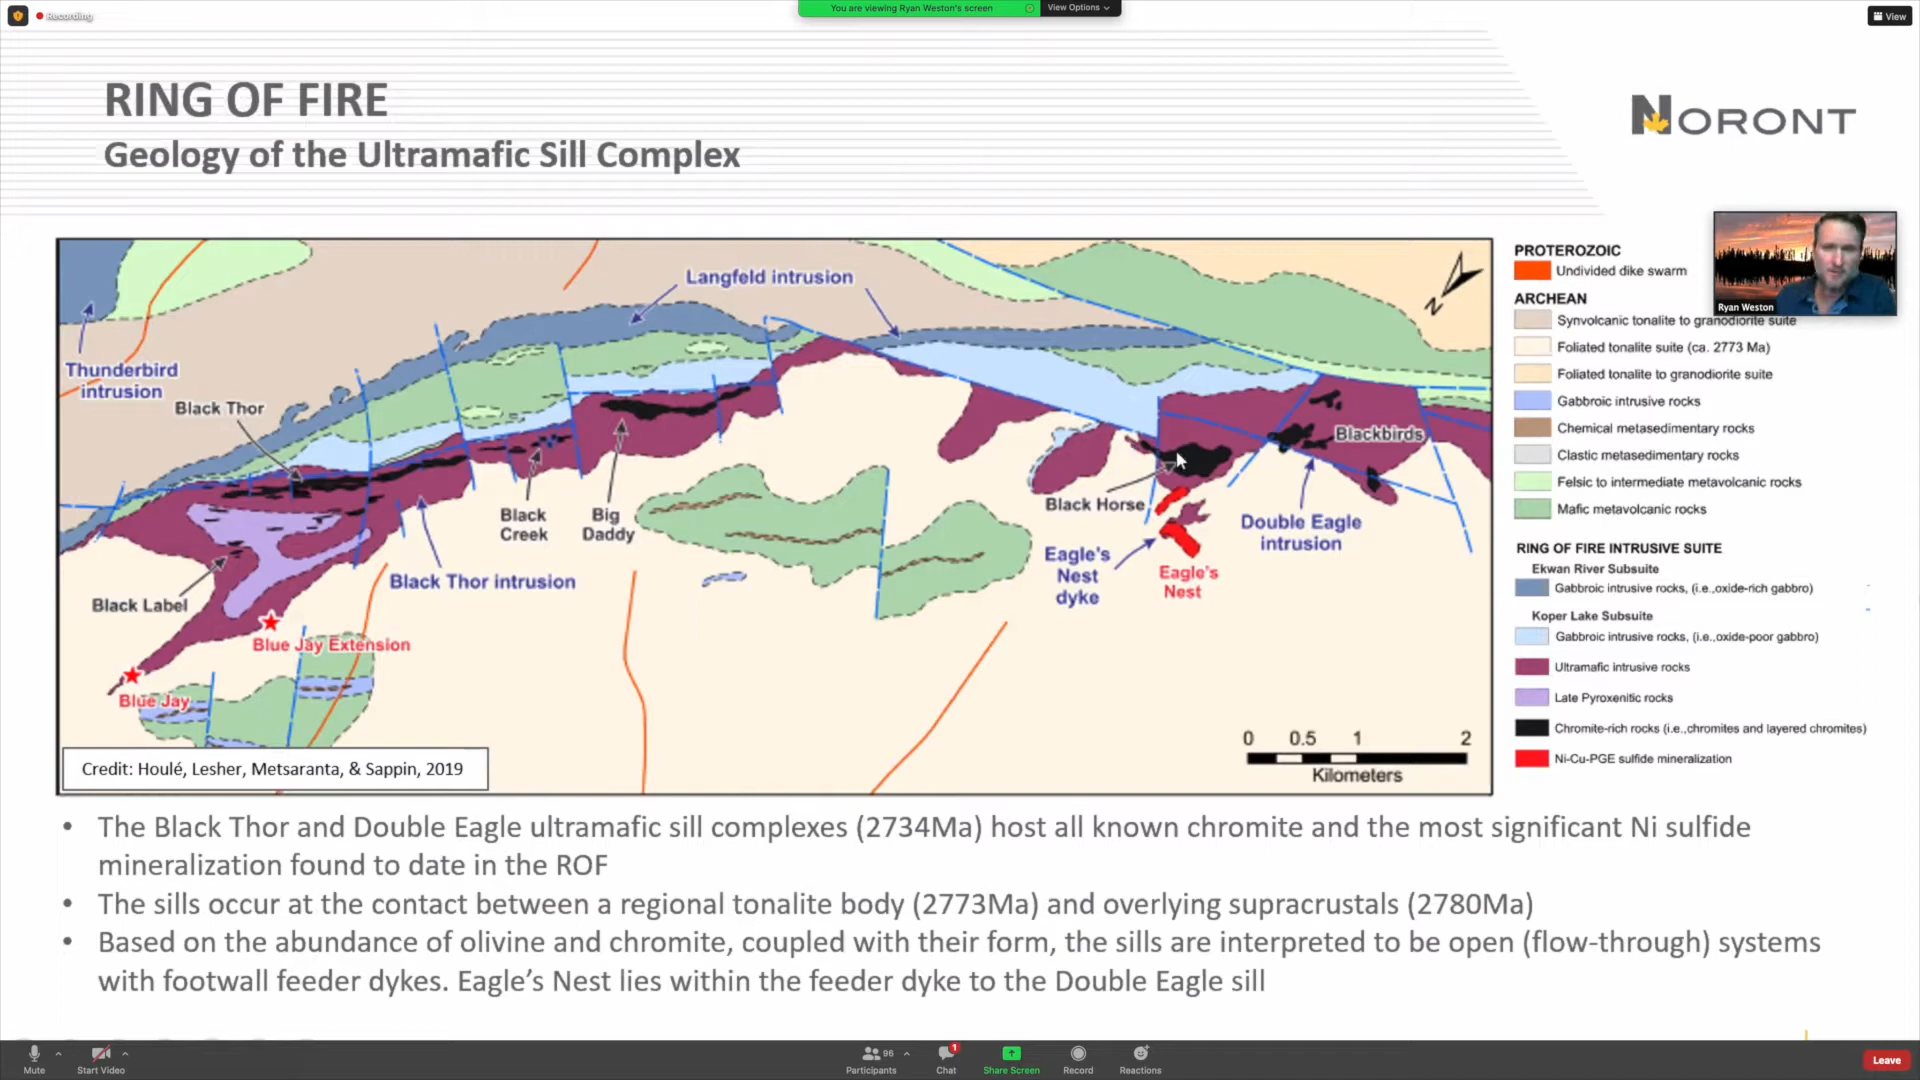 Recording
You are viewing Ryan Weston's screen
View Options
View
RING OF FIRE
Geology of the Ultramafic Sill Complex
NORONT
Ryan Weston
Langfeld intrusion
Thunderbird
intrusion
Black Thor
Blackbirds
Black Horse
Black
Creek
Big
Daddy
Double Eagle
intrusion
Eagle's
Nest
dyke
Eagle's
Nest
Black Thor intrusion
Black Label
Blue Jay Extension
Blue Jay
N
0 0.5 1 2
Kilometers
Credit: Houlé, Lesher, Metsaranta, & Sappin, 2019
PROTEROZOIC
Undivided dike swarm
ARCHEAN
Synvolcanic tonalite to granodiorite suite
Foliated tonalite suite (ca. 2773 Ma)
Foliated tonalite to granodiorite suite
Gabbroic intrusive rocks
Chemical metasedimentary rocks
Clastic metasedimentary rocks
Felsic to intermediate metavolcanic rocks
Mafic metavolcanic rocks
RING OF FIRE INTRUSIVE SUITE
Ekwan River Subsuite
Gabbroic intrusive rocks, (i.e.,oxide-rich gabbro)
Koper Lake Subsuite
Gabbroic intrusive rocks, (i.e.,oxide-poor gabbro)
Ultramafic intrusive rocks
Late Pyroxenitic rocks
Chromite-rich rocks (i.e.,chromites and layered chromites)
Ni-Cu-PGE sulfide mineralization
• The Black Thor and Double Eagle ultramafic sill complexes (2734Ma) host all known chromite and the most significant Ni sulfide
mineralization found to date in the ROF
• The sills occur at the contact between a regional tonalite body (2773Ma) and overlying supracrustals (2780Ma)
• Based on the abundance of olivine and chromite, coupled with their form, the sills are interpreted to be open (flow-through) systems
with footwall feeder dykes. Eagle's Nest lies within the feeder dyke to the Double Eagle sill
Mute
Start Video
96
Participants
1
Chat
Share Screen
Record
Reactions
Leave